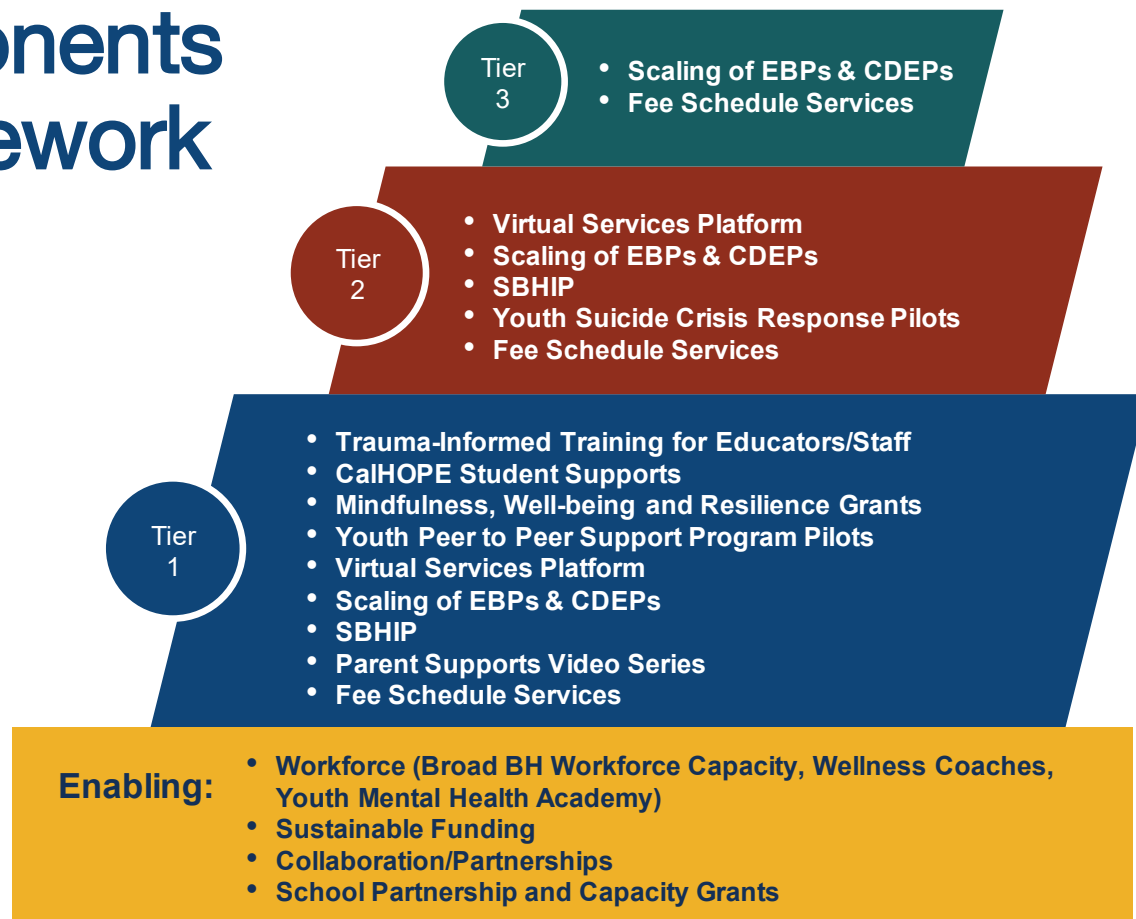 Tier
3
• Scaling of EBPs & CDEPs
• Fee Schedule Services
Tier
2
• Virtual Services Platform
• Scaling of EBPs & CDEPs
• SBHIP
• Youth Suicide Crisis Response Pilots
• Fee Schedule Services
Tier
1
• Trauma-Informed Training for Educators/Staff
• CalHOPE Student Supports
• Mindfulness, Well-being and Resilience Grants
• Youth Peer to Peer Support Program Pilots
• Virtual Services Platform
• Scaling of EBPs & CDEPs
• SBHIP
• Parent Supports Video Series
• Fee Schedule Services
Enabling:
• Workforce (Broad BH Workforce Capacity, Wellness Coaches,
Youth Mental Health Academy)
• Sustainable Funding
• Collaboration/Partnerships
• School Partnership and Capacity Grants